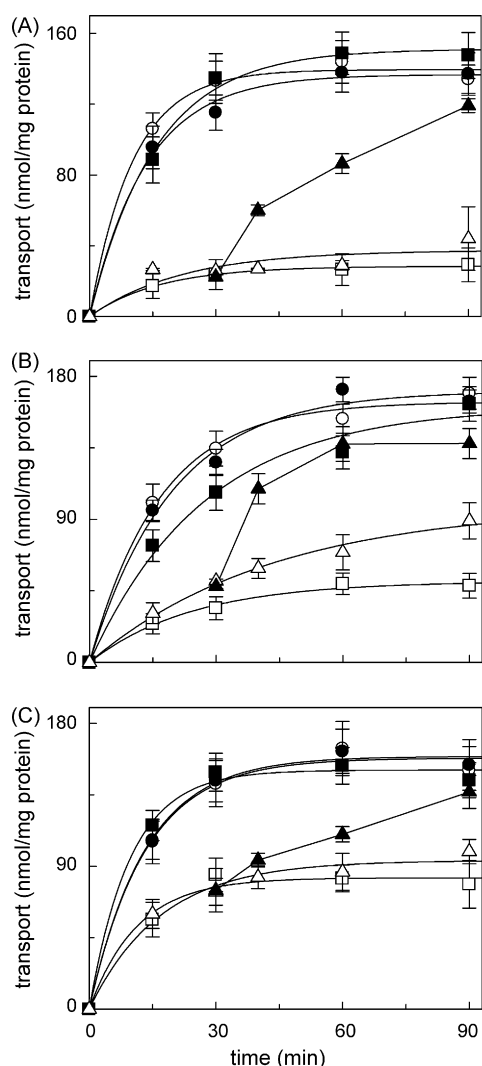 (A)
160
80
0
transport (nmol/mg protein)
(B)
180
90
0
transport (nmol/mg protein)
(C)
180
90
0
transport (nmol/mg protein)
0 30 60 90
time (min)